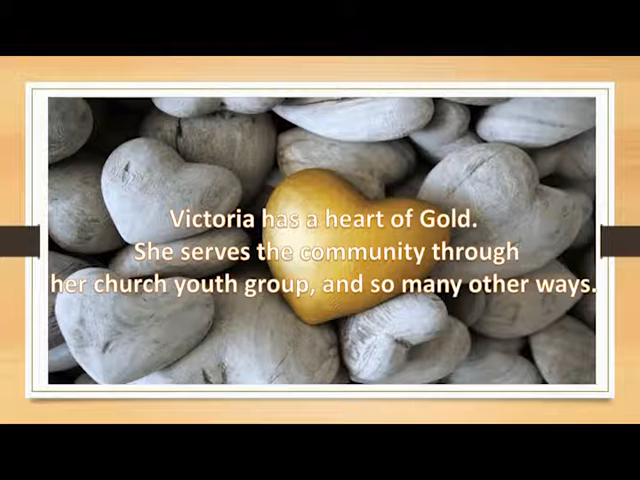 Victoria has a heart of Gold.
She serves the community through
her church youth group, and so many other ways.